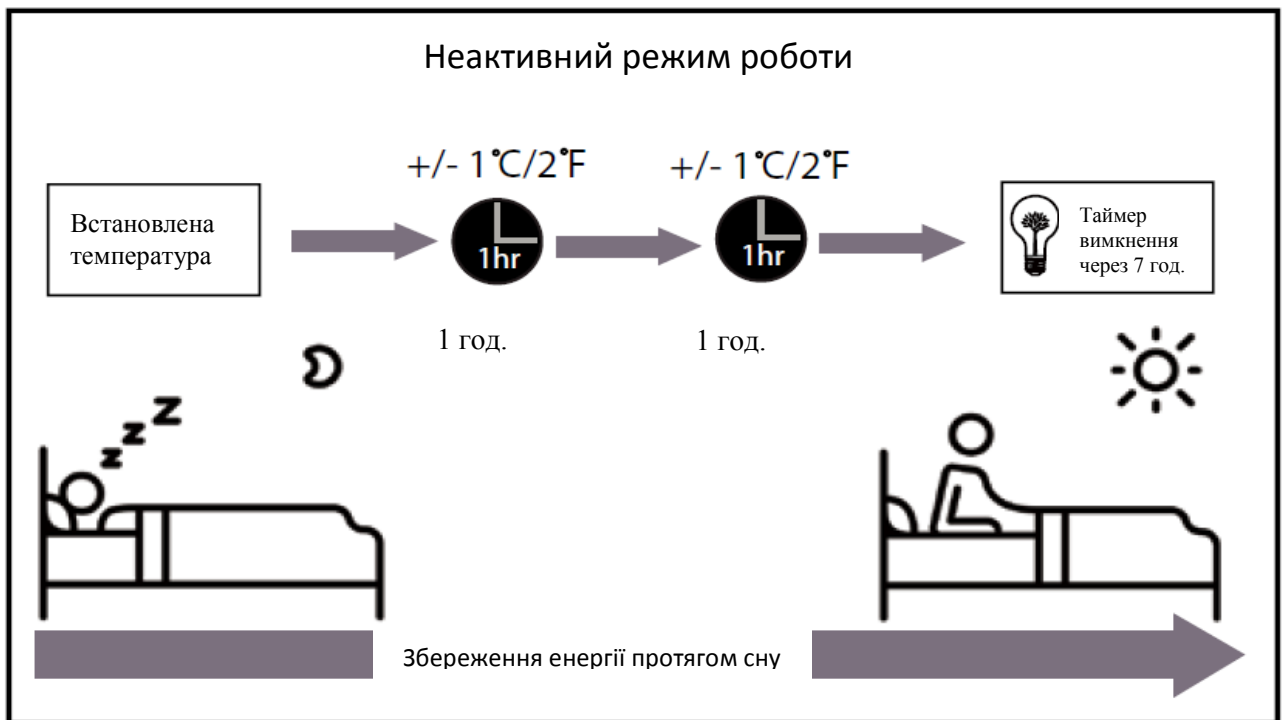 Неактивний режим роботи
+/- 1°C/2°F
+/- 1°C/2°F
Встановлена
температура
1hr
1hr
Таймер
вимкнення
через 7 год.
1 год.
1 год.
z z Z
Збереження енергії протягом сну